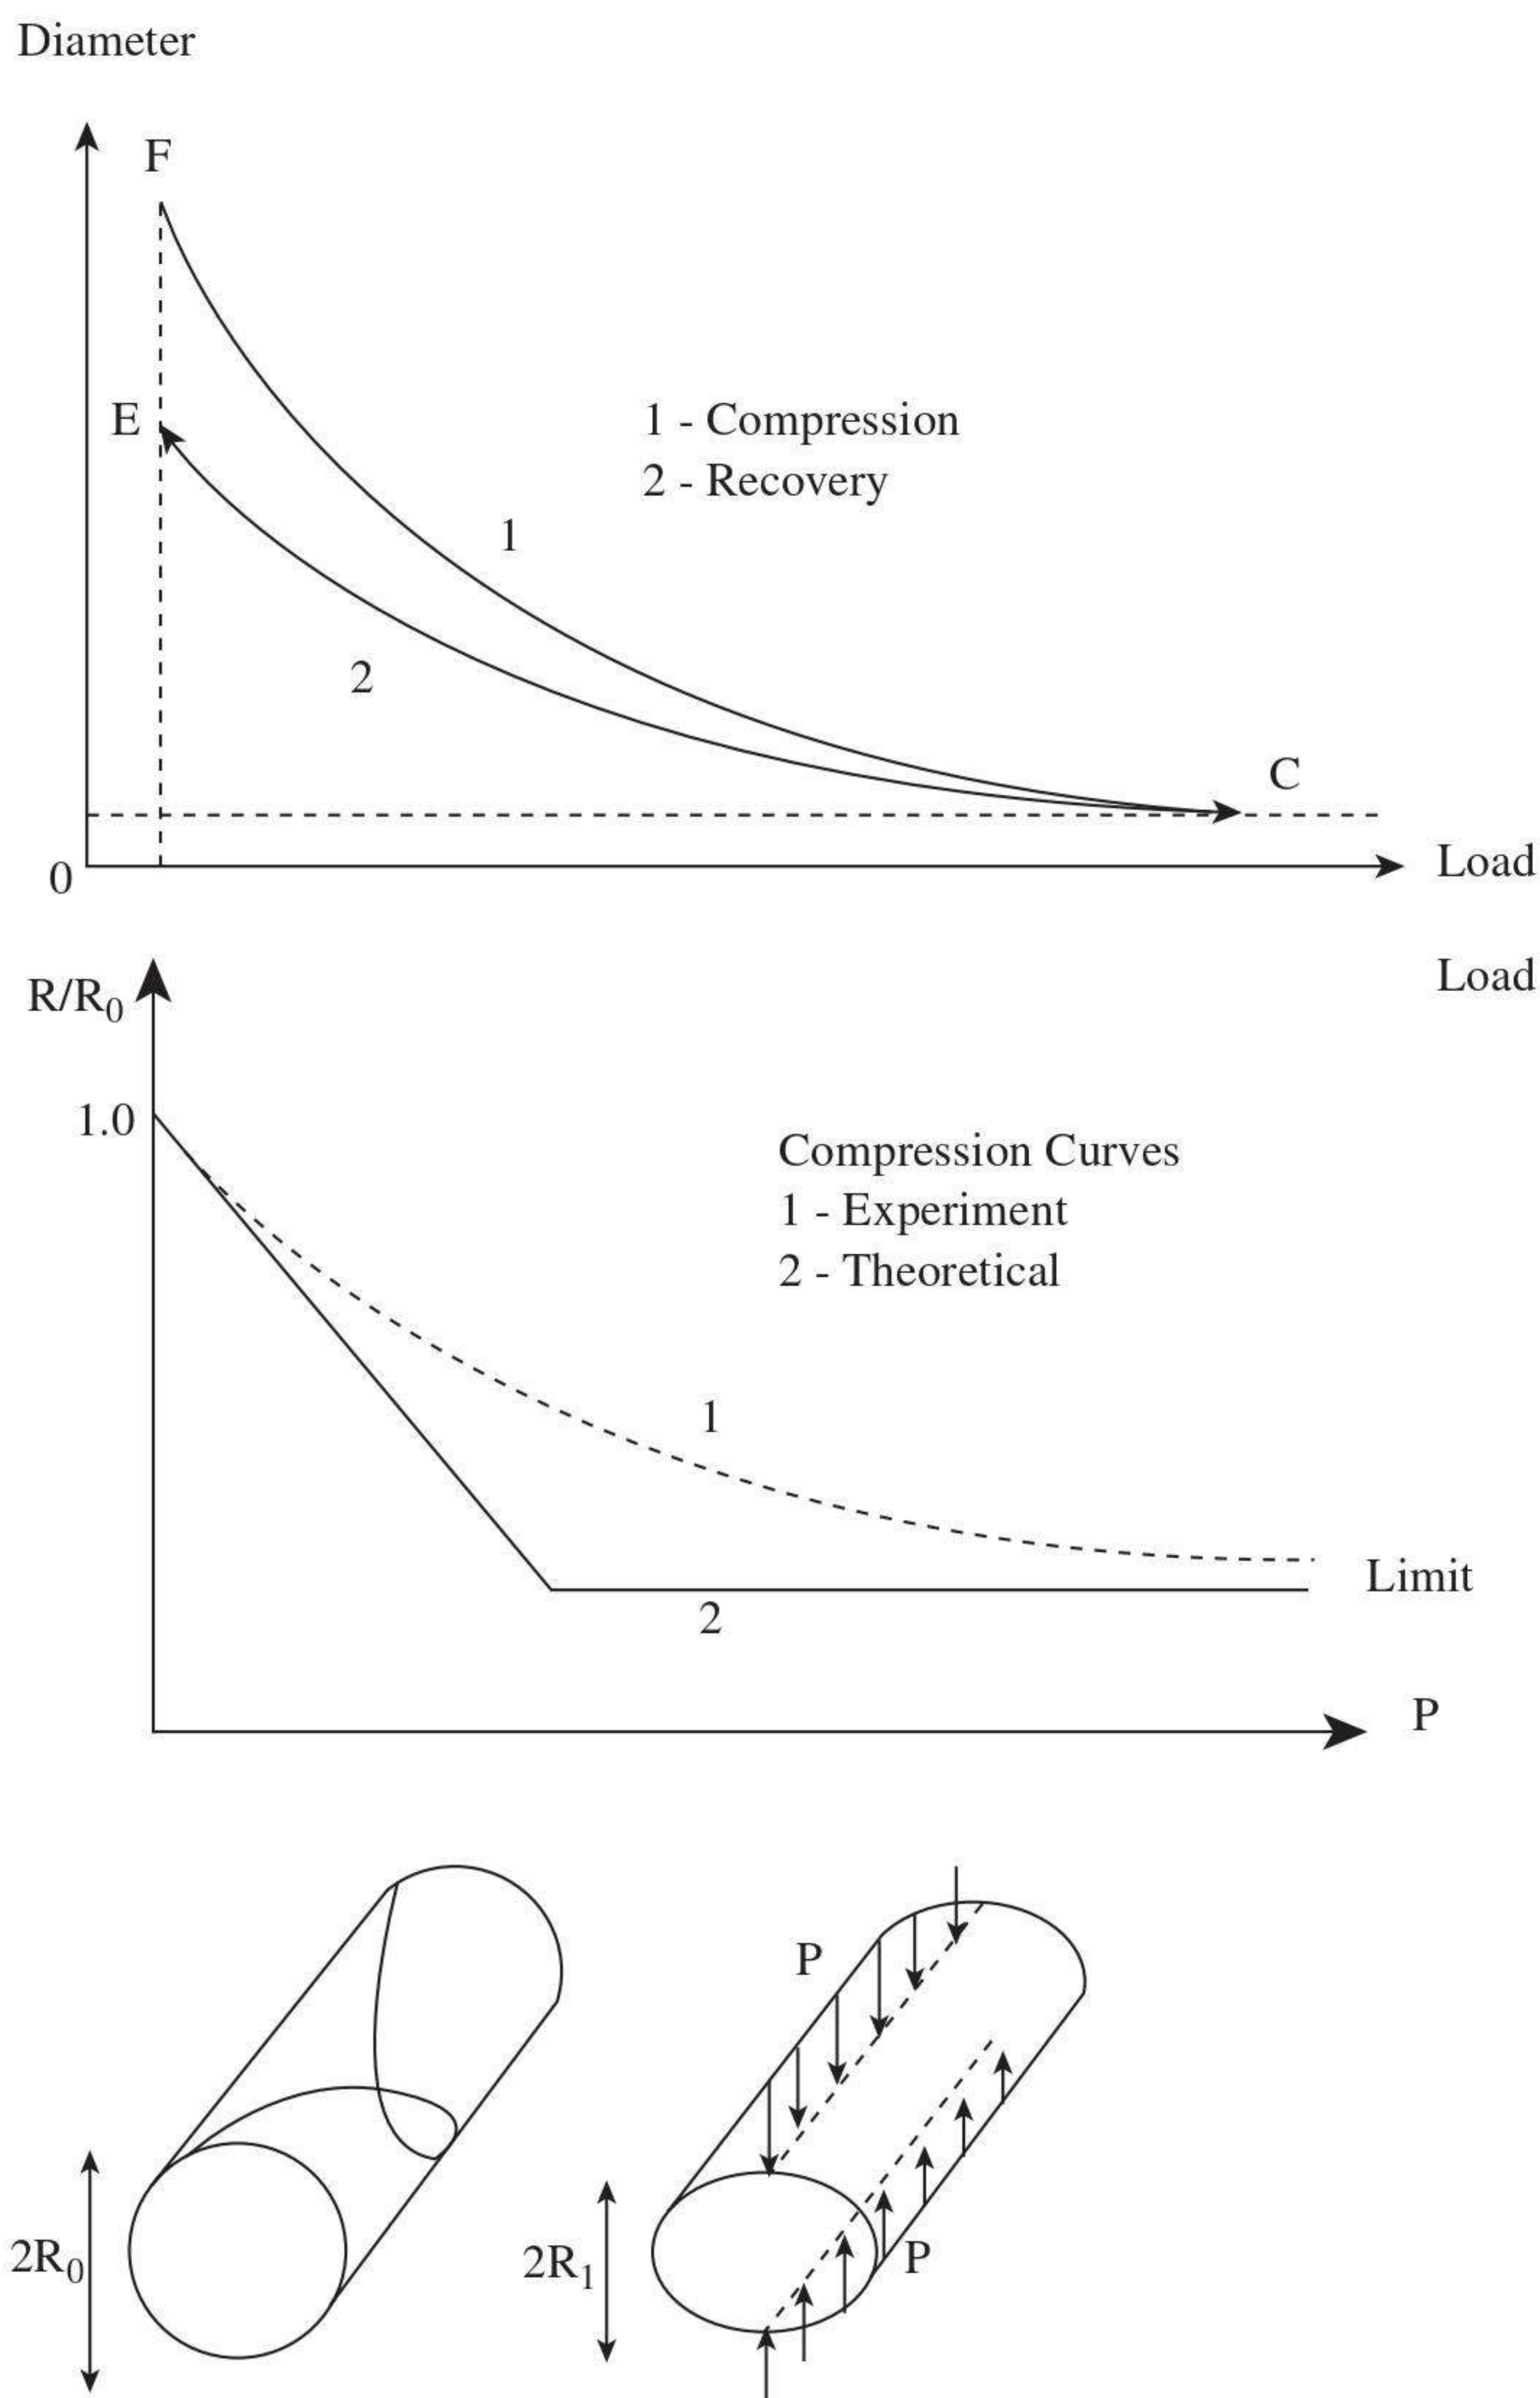 Diameter
F
E
1 - Compression
2 - Recovery
1
2
C
0
Load
Load
R/R0
1.0
Compression Curves
1 - Experiment
2 - Theoretical
1
Limit
2
P
P
2R0
2R1
P